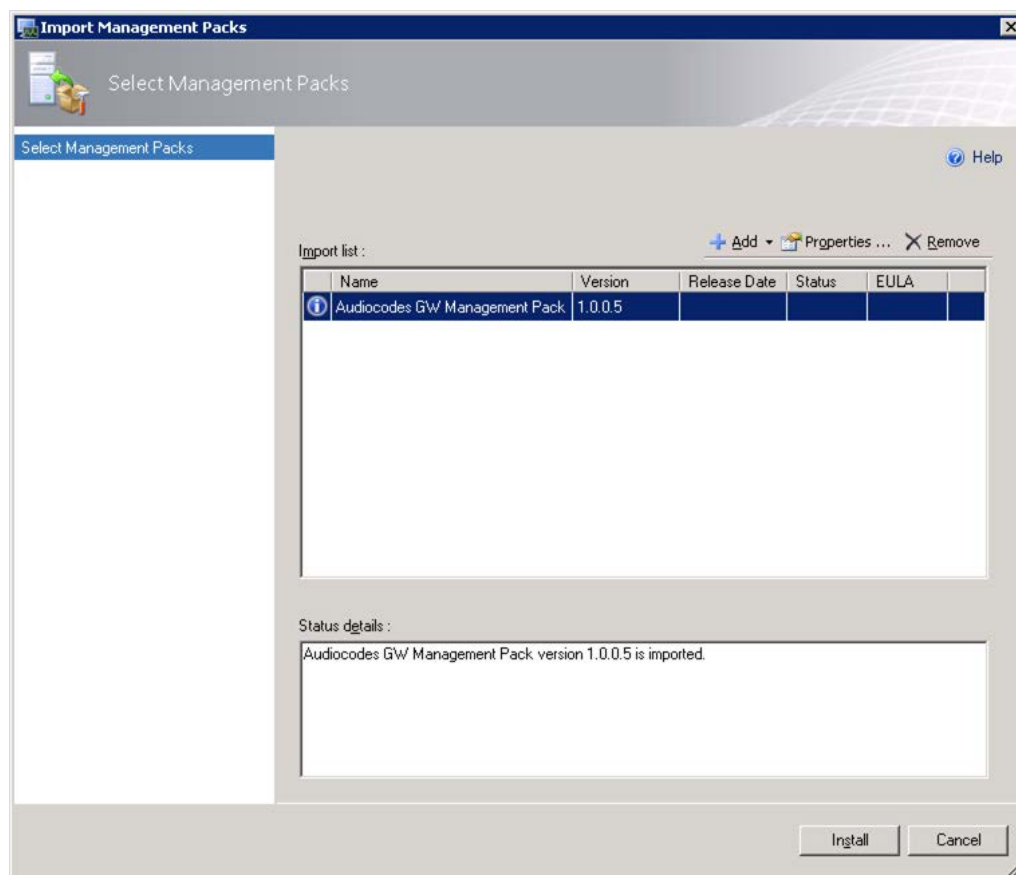 Import Management Packs
Select Management Packs
Select Management Packs
Help
Import list :
Add
Properties ...
Remove
Name Version Release Date Status EULA
Audiocodes GW Management Pack 1.0.0.5
Status details :
Audiocodes GW Management Pack version 1.0.0.5 is imported.
Install
Cancel